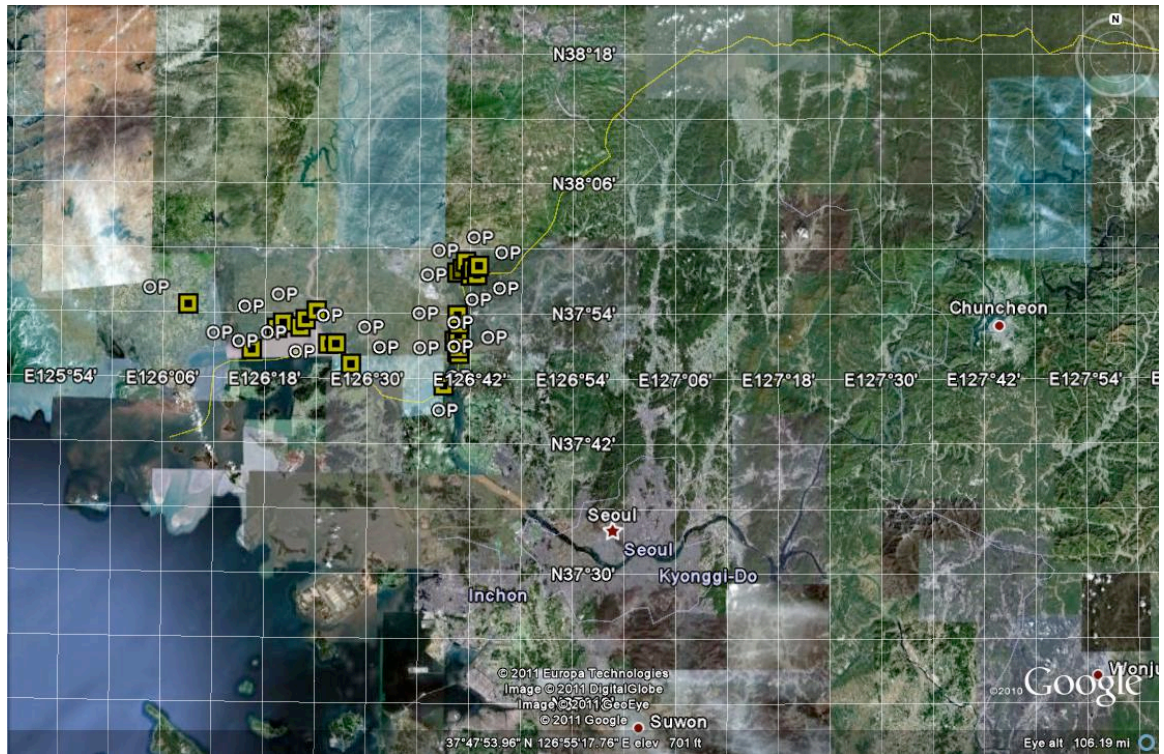 N
N38°18'
N38°06'
OP
OP
OP
OP
OP
OP
OP
OP
OP
OP
OP
N37°54'
Chuncheon
OP
OP
OP
OP
OP
OP
OP
OP
OP
E125°54' E126°06' E126°18' E126°30' E126°42' E126°54' E127°06' E127°18' E127°30' E127°42' E127°54'
OP
N37°42'
Seoul
Seoul
N37°30' Kyonggi-Do
Inchon
Wonju
© 2011 Europa Technologies
Image © 2011 DigitalGlobe
Image © 2011 GeoEye
© 2011 Google
©2010 Google
Suwon
37°47'53.96" N 126°55'17.76" E elev 701 ft
Eye alt 106.19 mi